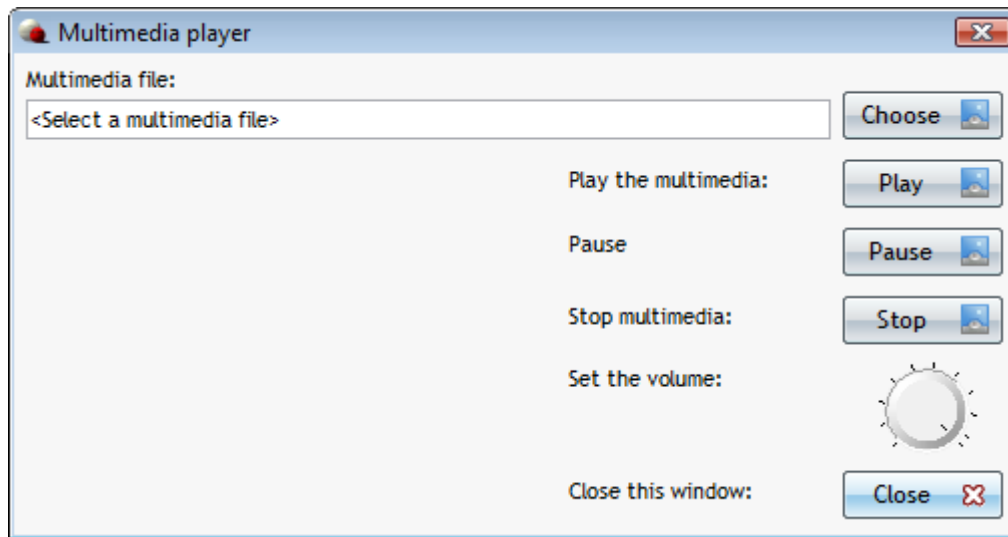 Multimedia player
Multimedia file:
<Select a multimedia file>
Choose
Play the multimedia:
Play
Pause
Pause
Stop multimedia:
Stop
Set the volume:
Close this window:
Close